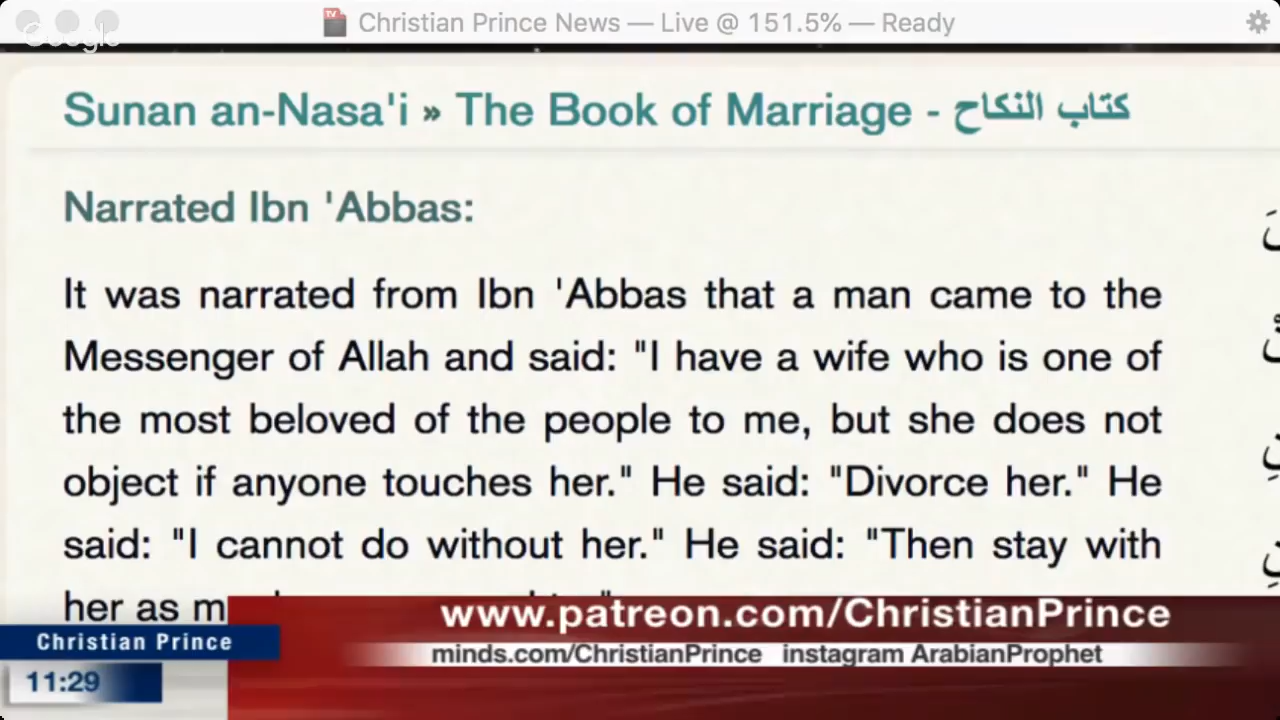 Christian Prince News — Live @ 151.5% — Ready
Google
Sunan an-Nasa'i » The Book of Marriage - كتاب النكاح
Narrated Ibn 'Abbas:
It was narrated from Ibn 'Abbas that a man came to the
Messenger of Allah and said: "I have a wife who is one of
the most beloved of the people to me, but she does not
object if anyone touches her." He said: "Divorce her." He
said: "I cannot do without her." He said: "Then stay with
her as
www.patreon.com/ChristianPrince
Christian Prince
minds.com/ChristianPrince instagram ArabianProphet
11:29